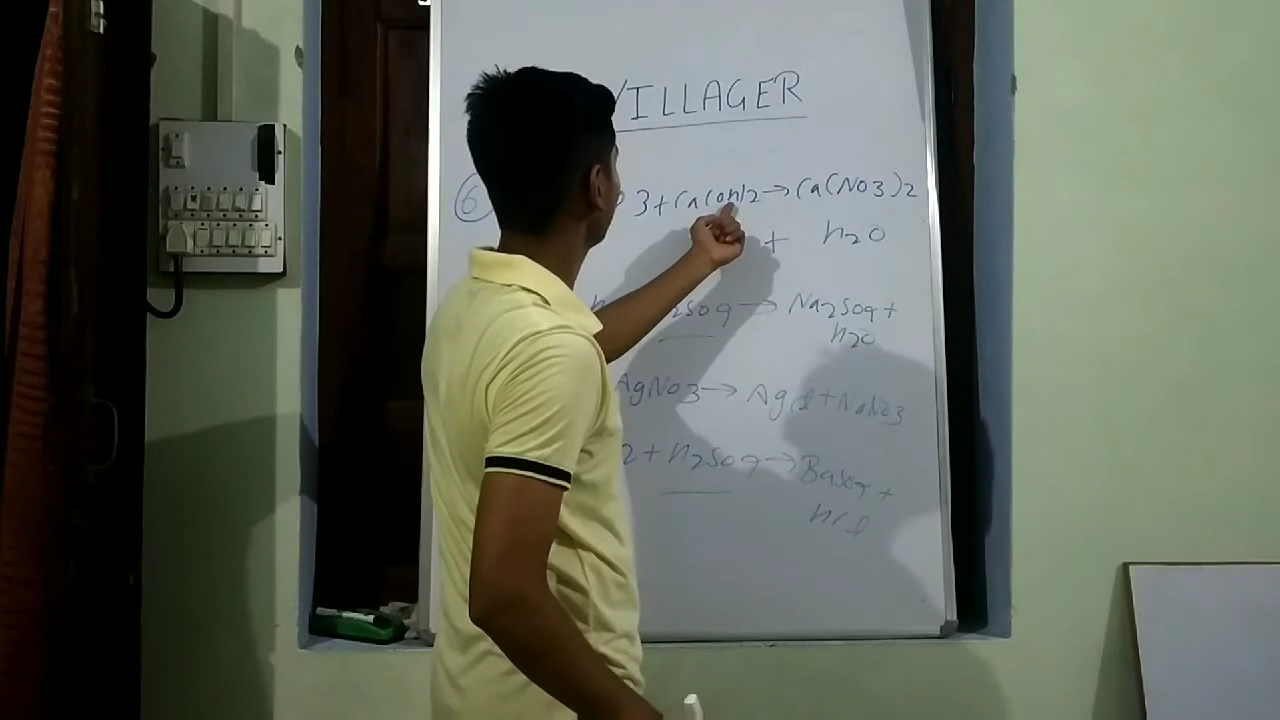 VILLAGER
6 3 + Ca(OH)2 → Ca(NO3)2
+ H2O
2SO4 → Na2SO4 +
H2O
AgNO3 → AgCl + NaNO3
2 + H2SO4 → BaSO4 +
HCl